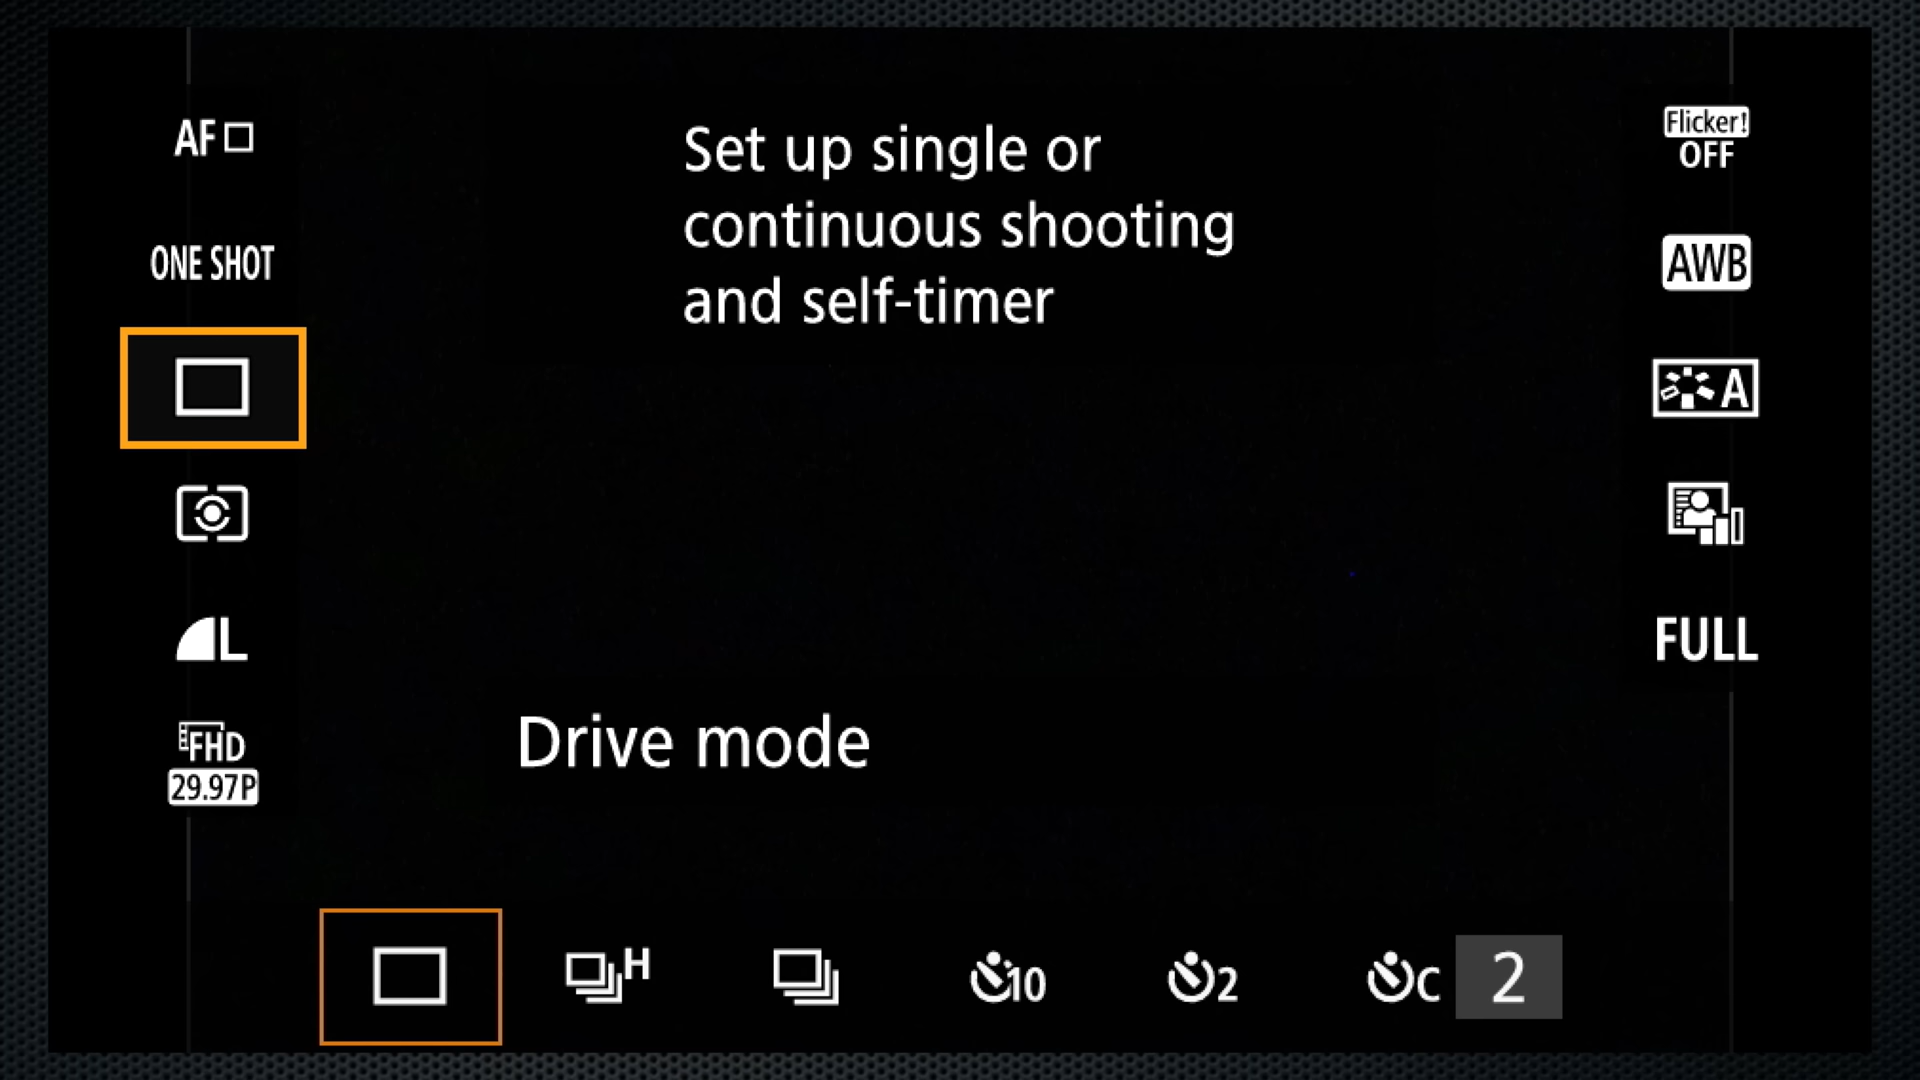 AF
ONE SHOT
L
FHD
29.97P
Set up single or
continuous shooting
and self-timer
Drive mode
Flicker!
OFF
AWB
A
FULL
H
10
2
C 2